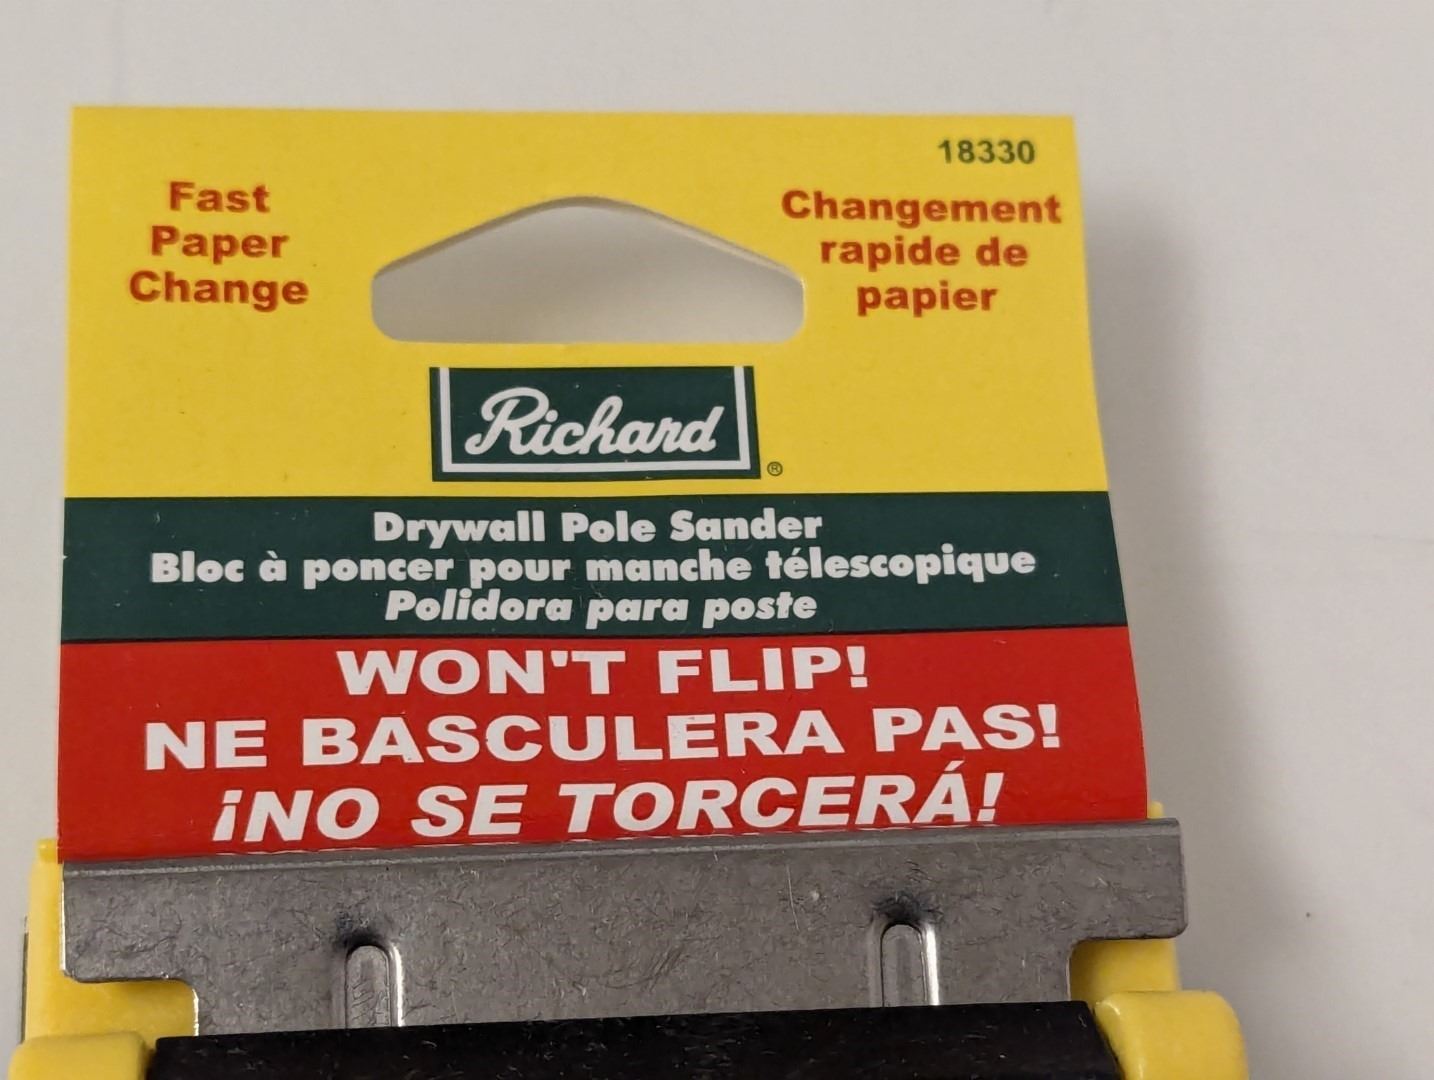 18330
Fast
Paper
Change
Changement
rapide de
papier
Richard
®
Drywall Pole Sander
Bloc à poncer pour manche télescopique
Polidora para poste
WON'T FLIP!
NE BASCULERA PAS!
¡NO SE TORCERÁ!